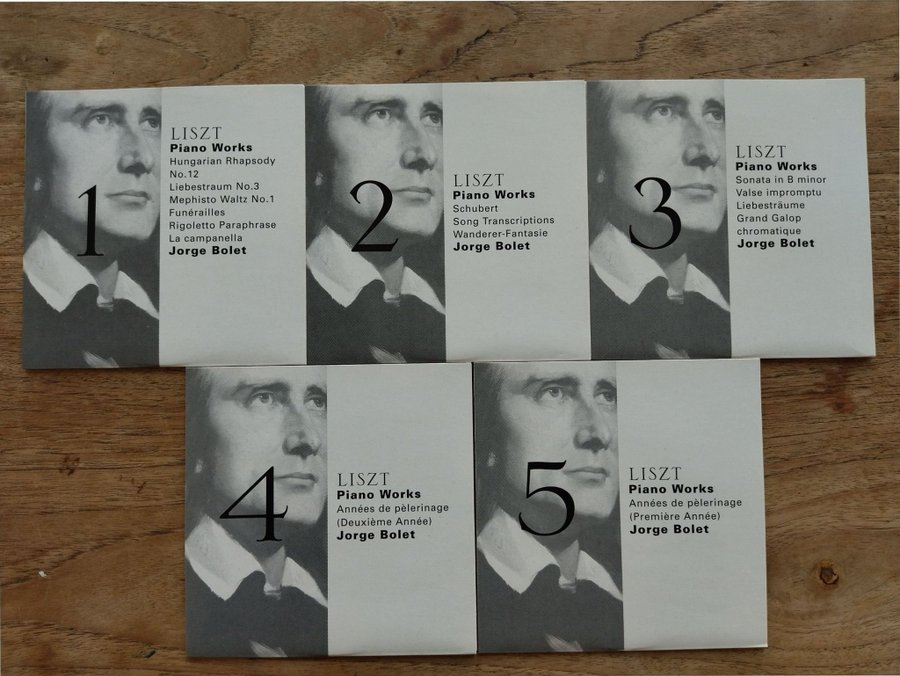 1
LISZT
Piano Works
Hungarian Rhapsody
No.12
Liebestraum No.3
Mephisto Waltz No.1
Funérailles
Rigoletto Paraphrase
La campanella
Jorge Bolet
2
LISZT
Piano Works
Schubert
Song Transcriptions
Wanderer-Fantasie
Jorge Bolet
3
LISZT
Piano Works
Sonata in B minor
Valse impromptu
Liebesträume
Grand Galop
chromatique
Jorge Bolet
4
LISZT
Piano Works
Années de pèlerinage
(Deuxième Année)
Jorge Bolet
5
LISZT
Piano Works
Années de pèlerinage
(Première Année)
Jorge Bolet